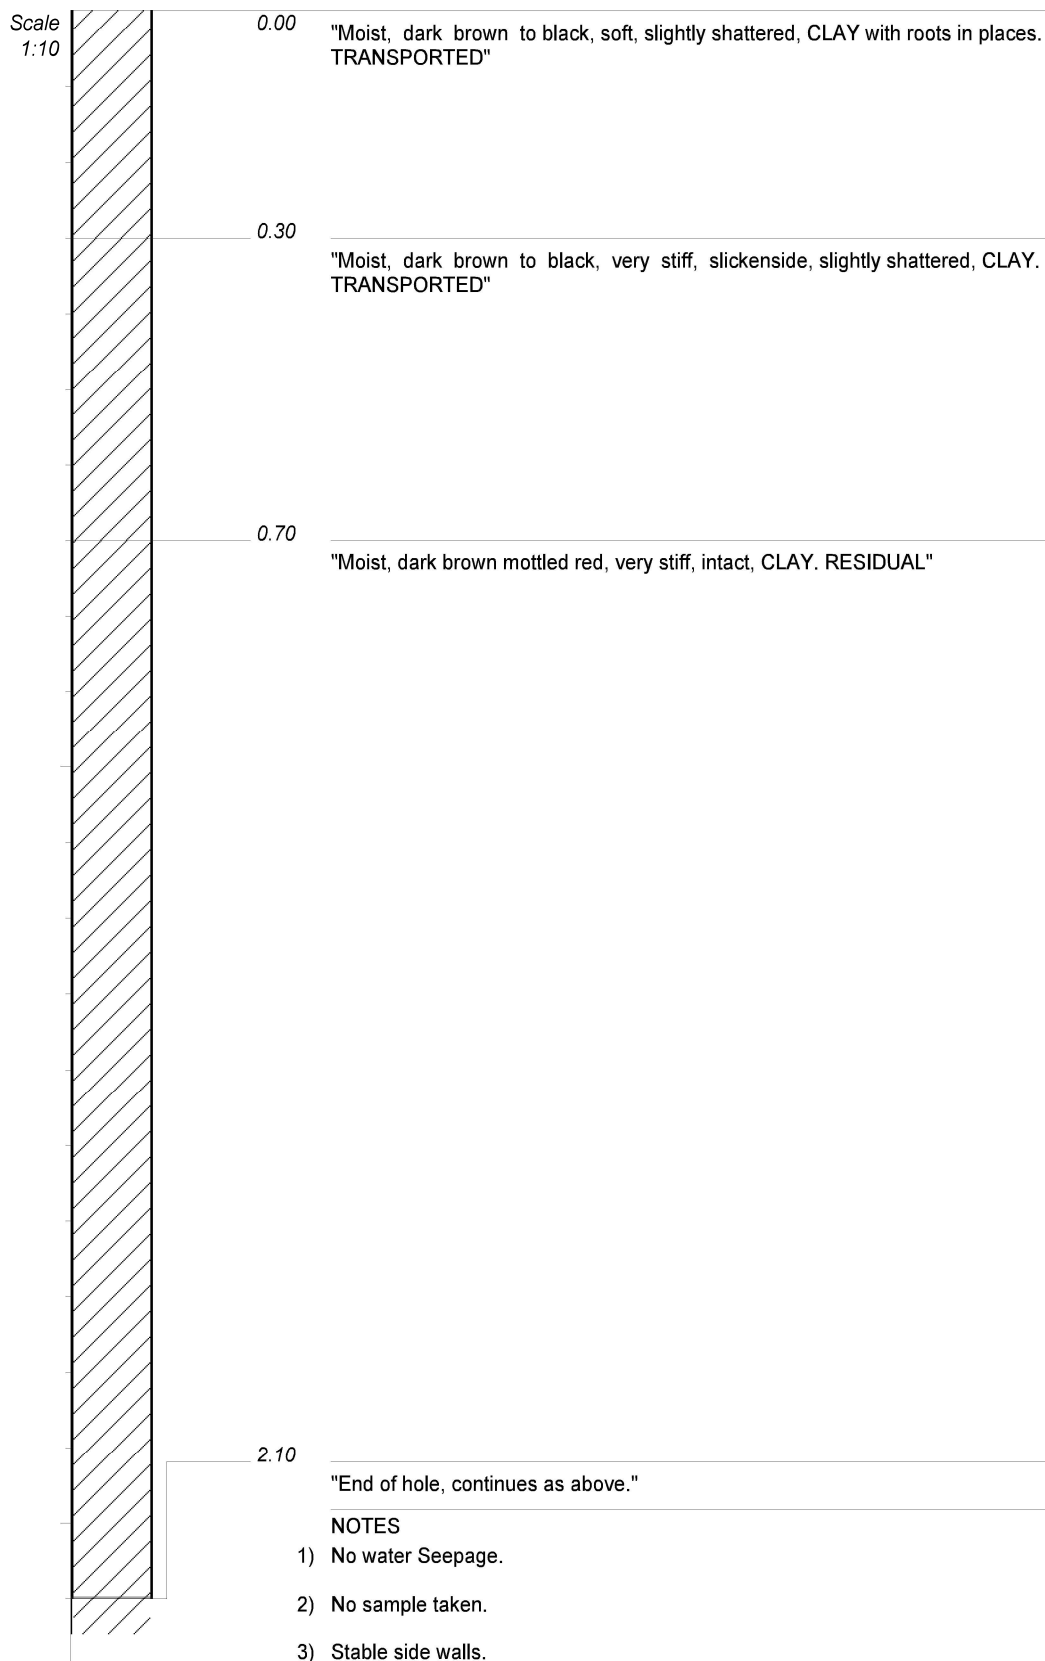 Scale
1:10
0.00
"Moist, dark brown to black, soft, slightly shattered, CLAY with roots in places.
TRANSPORTED"
0.30
"Moist, dark brown to black, very stiff, slickenside, slightly shattered, CLAY.
TRANSPORTED"
0.70
"Moist, dark brown mottled red, very stiff, intact, CLAY. RESIDUAL"
2.10
"End of hole, continues as above."
NOTES
1) No water Seepage.
2) No sample taken.
3) Stable side walls.